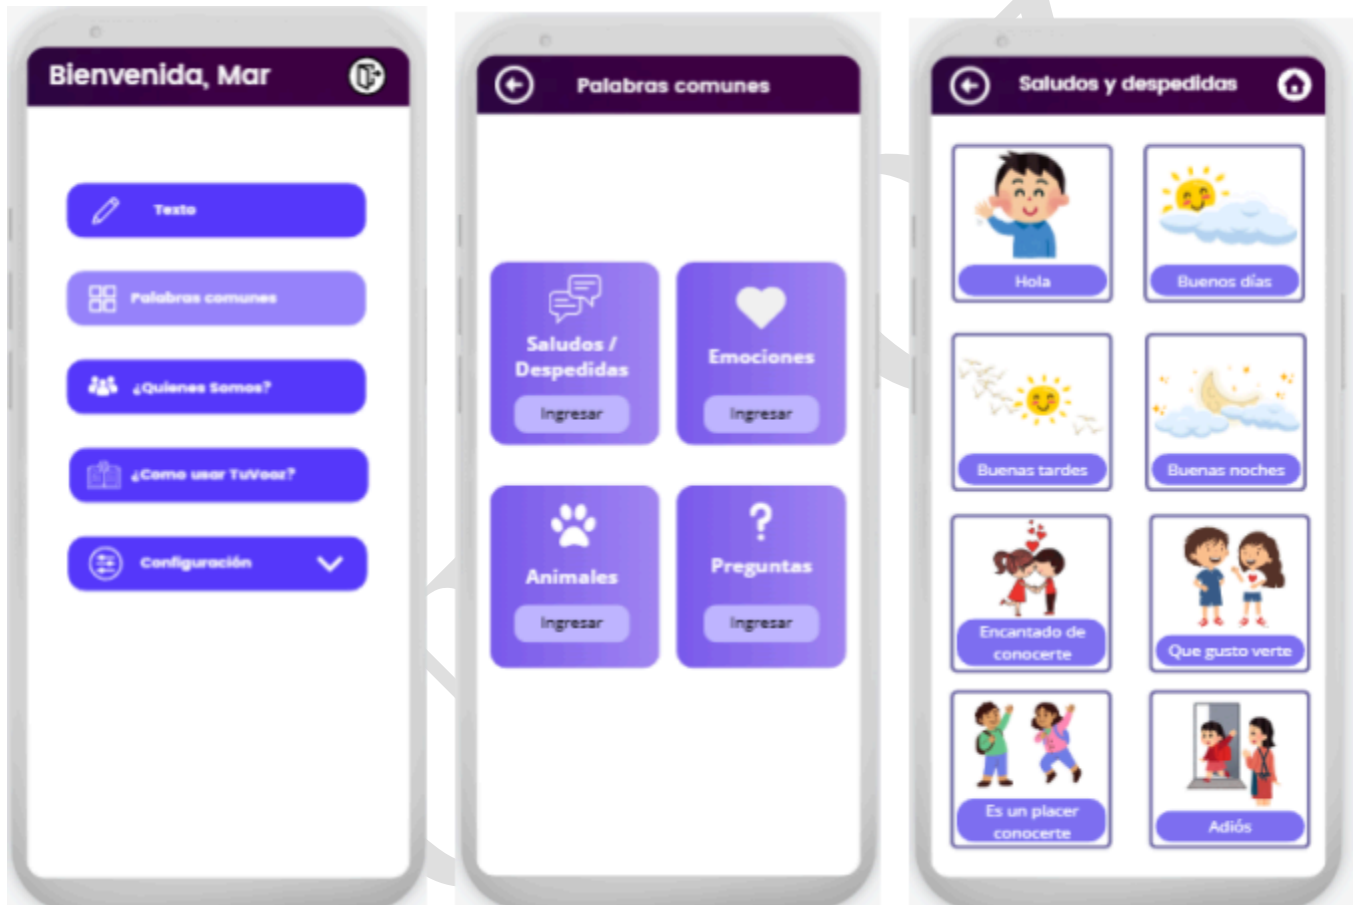 Bienvenida, Mar
Texto
Palabras comunes
¿Quienes Somos?
¿Como usar TuVooz?
Configuración
Palabras comunes
Saludos /
Despedidas
Ingresar
Emociones
Ingresar
Animales
Ingresar
Preguntas
Ingresar
Saludos y despedidas
Hola
Buenos días
Buenas tardes
Buenas noches
Encantado de
conocerte
Que gusto verte
Es un placer
conocerte
Adiós